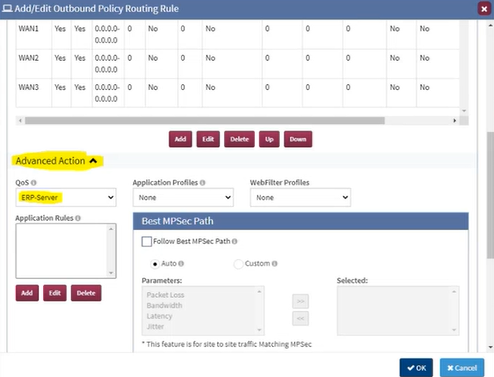 Add/Edit Outbound Policy Routing Rule
WAN1 Yes Yes 0.0.0.0-0.0.0.0 0 No 0 No 0 0 0 No No
WAN2 Yes Yes 0.0.0.0-0.0.0.0 0 No 0 No 0 0 0 No No
WAN3 Yes Yes 0.0.0.0-0.0.0.0 0 No 0 No 0 0 0 No No
Add Edit Delete Up Down
Advanced Action
QoS Application Profiles WebFilter Profiles
ERP-Server None None
Application Rules
Best MPSec Path
Follow Best MPSec Path
Auto Custom
Parameters: Selected:
Packet Loss
Bandwidth >>
Latency
Jitter <<
Add Edit Delete
* This feature is for site to site traffic Matching MPSec
OK Cancel